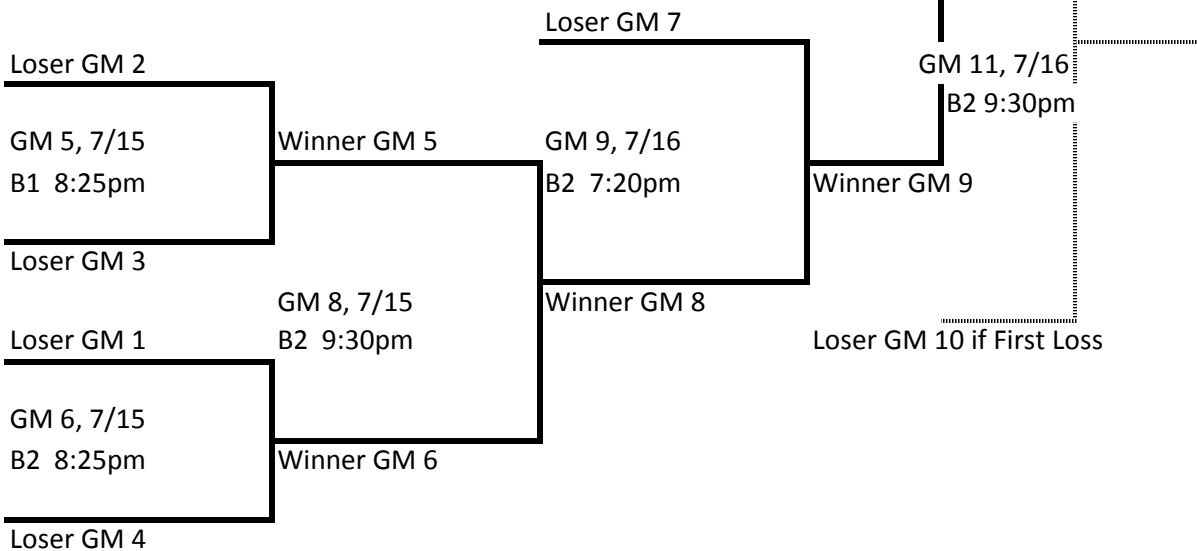 Loser GM 7
Loser GM 2
GM 11, 7/16
B2 9:30pm
GM 5, 7/15
B1 8:25pm
Winner GM 5
GM 9, 7/16
B2 7:20pm
Winner GM 9
Loser GM 3
GM 8, 7/15
B2 9:30pm
Winner GM 8
Loser GM 1
Loser GM 10 if First Loss
GM 6, 7/15
B2 8:25pm
Winner GM 6
Loser GM 4